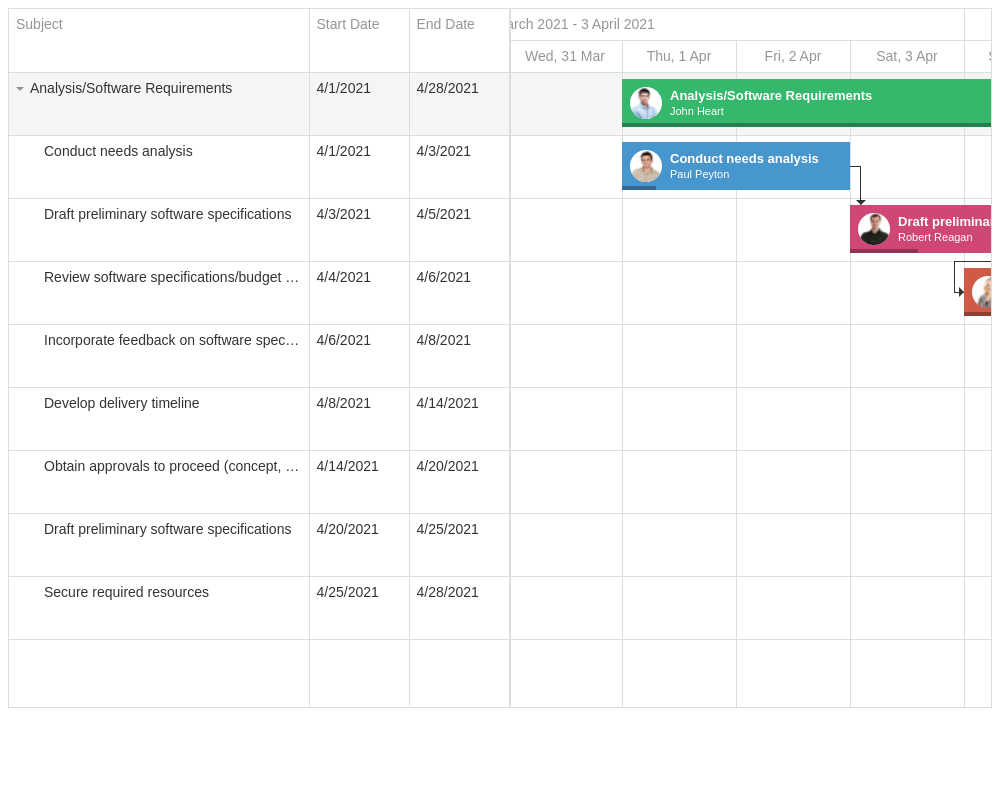 Subject Start Date End Date arch 2021 - 3 April 2021
Wed, 31 Mar Thu, 1 Apr Fri, 2 Apr Sat, 3 Apr
Analysis/Software Requirements 4/1/2021 4/28/2021
Analysis/Software Requirements
John Heart
Conduct needs analysis 4/1/2021 4/3/2021
Conduct needs analysis
Paul Peyton
Draft preliminary software specifications 4/3/2021 4/5/2021
Draft preliminar
Robert Reagan
Review software specifications/budget … 4/4/2021 4/6/2021
Incorporate feedback on software spec… 4/6/2021 4/8/2021
Develop delivery timeline 4/8/2021 4/14/2021
Obtain approvals to proceed (concept, … 4/14/2021 4/20/2021
Draft preliminary software specifications 4/20/2021 4/25/2021
Secure required resources 4/25/2021 4/28/2021